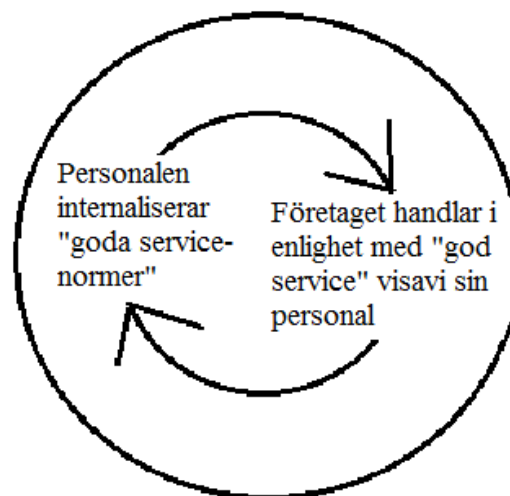 Personalen
internaliserar
"goda service-
normer"
Företaget handlar i
enlighet med "god
service" visavi sin
personal